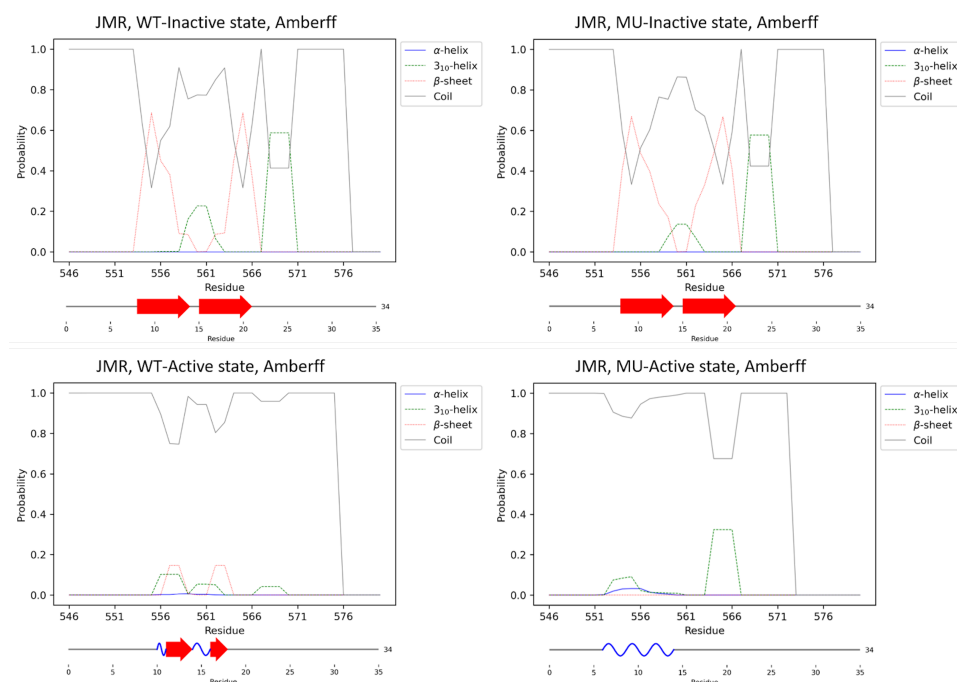 JMR, WT-Inactive state, Amberff
JMR, MU-Inactive state, Amberff
1.0
0.8
0.6
0.4
0.2
0.0
Probability
546 551 556 561 566 571 576
Residue
α-helix
3₁₀-helix
β-sheet
Coil
34
0 5 10 15 20 25 30 35
Residue
1.0
0.8
0.6
0.4
0.2
0.0
Probability
546 551 556 561 566 571 576
Residue
α-helix
3₁₀-helix
β-sheet
Coil
34
0 5 10 15 20 25 30 35
Residue
JMR, WT-Active state, Amberff
JMR, MU-Active state, Amberff
1.0
0.8
0.6
0.4
0.2
0.0
Probability
546 551 556 561 566 571 576
Residue
α-helix
3₁₀-helix
β-sheet
Coil
34
0 5 10 15 20 25 30 35
Residue
1.0
0.8
0.6
0.4
0.2
0.0
Probability
546 551 556 561 566 571 576
Residue
α-helix
3₁₀-helix
β-sheet
Coil
34
0 5 10 15 20 25 30 35
Residue